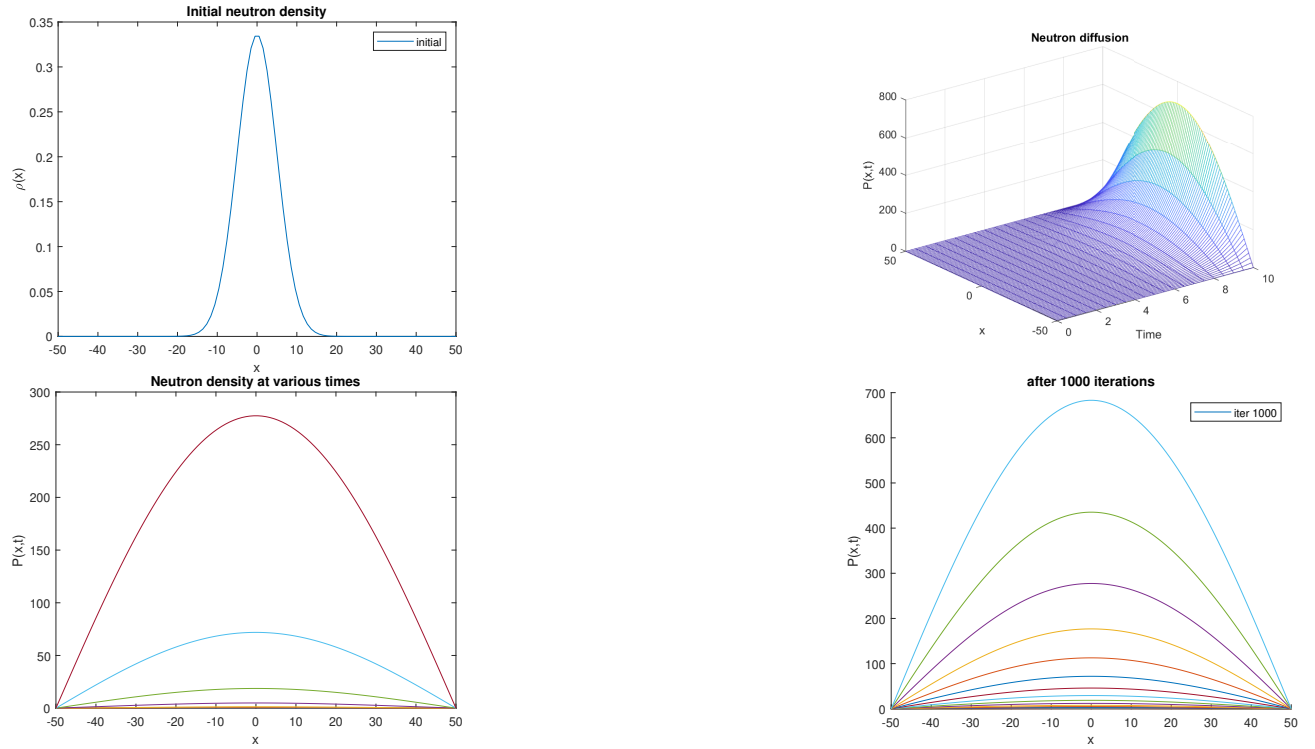 Initial neutron density
0.35
0.3
0.25
0.2
0.15
0.1
0.05
0
ρ(x)
initial
-50 -40 -30 -20 -10 0 10 20 30 40 50
x
Neutron diffusion
800
600
400
200
0
P(x,t)
50
0
-50
x
0
2
4
6
8
10
Time
Neutron density at various times
300
250
200
150
100
50
0
P(x,t)
-50 -40 -30 -20 -10 0 10 20 30 40 50
x
after 1000 iterations
700
600
500
400
300
200
100
0
P(x,t)
iter 1000
-50 -40 -30 -20 -10 0 10 20 30 40 50
x